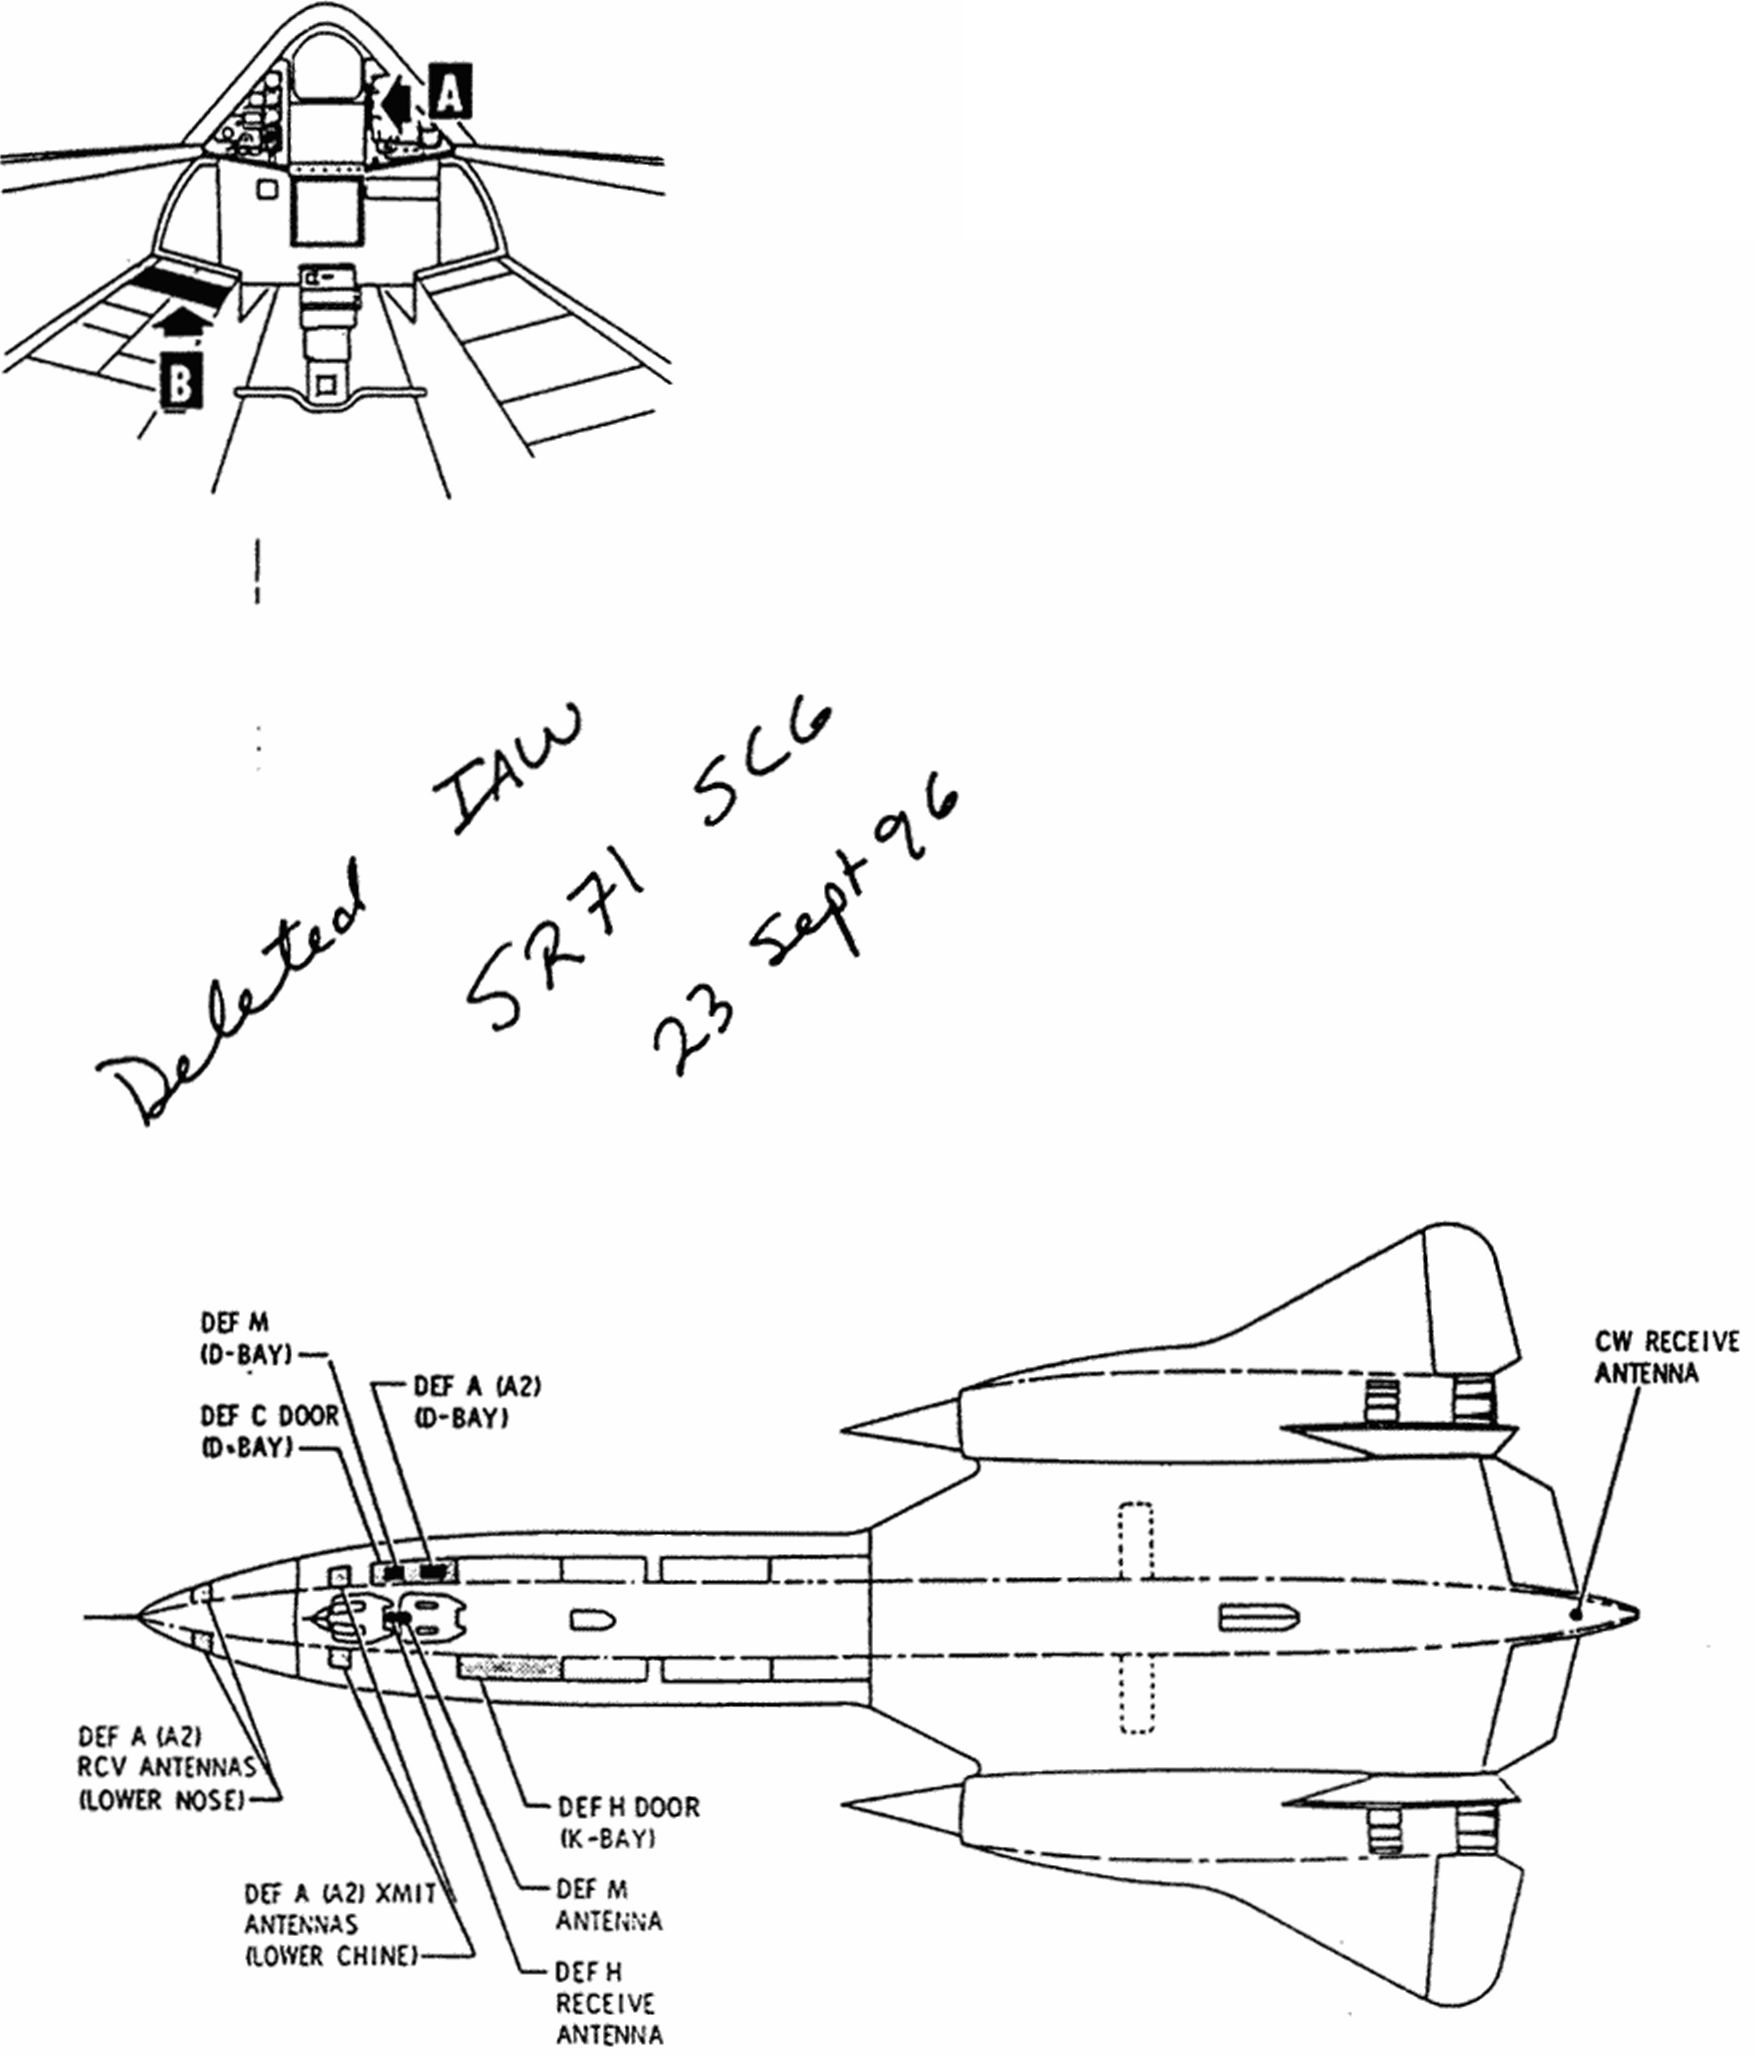 A
B
Deleted IAW
SR71 SCG
23 Sept 96
DEF M
(D-BAY)
DEF A (A2)
(D-BAY)
DEF C DOOR
(D-BAY)
CW RECEIVE
ANTENNA
DEF A (A2)
RCV ANTENNAS
(LOWER NOSE)
DEF H DOOR
(K-BAY)
DEF A (A2) XMIT
ANTENNAS
(LOWER CHINE)
DEF M
ANTENNA
DEF H
RECEIVE
ANTENNA